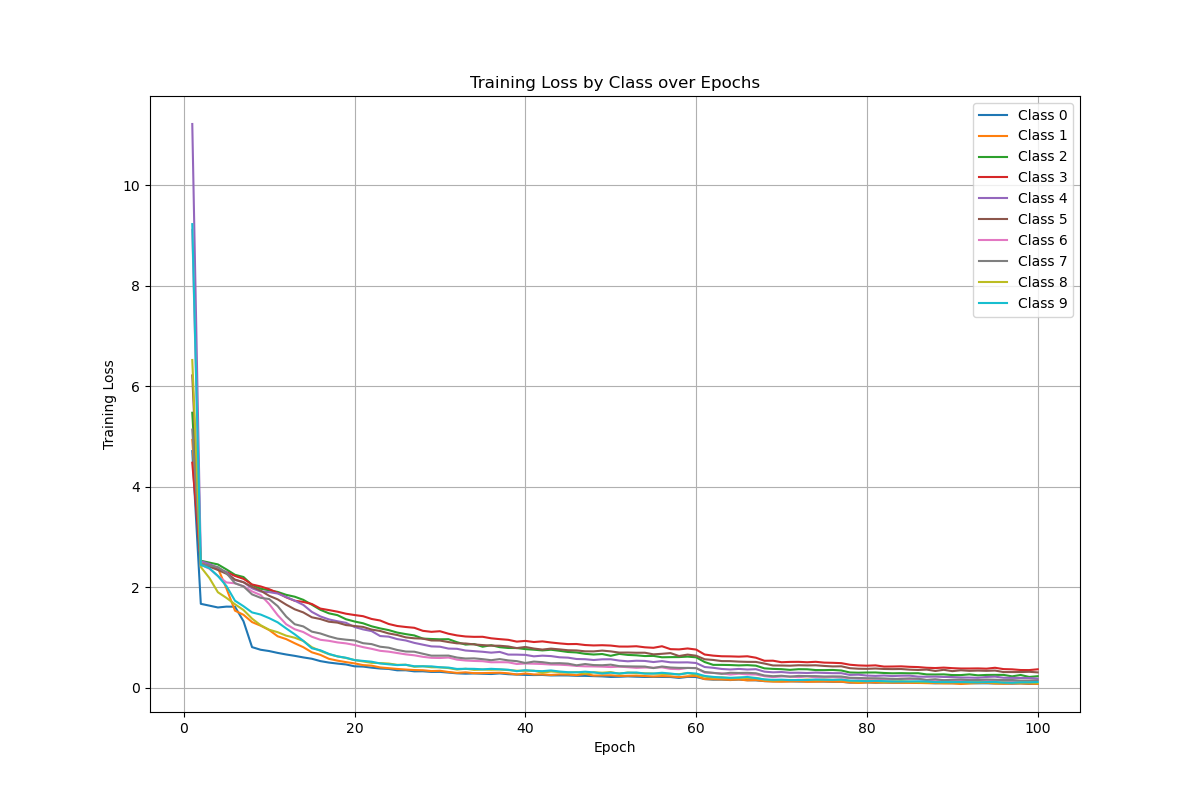 Training Loss by Class over Epochs
Training Loss
10
8
6
4
2
0
0 20 40 60 80 100
Epoch
Class 0
Class 1
Class 2
Class 3
Class 4
Class 5
Class 6
Class 7
Class 8
Class 9